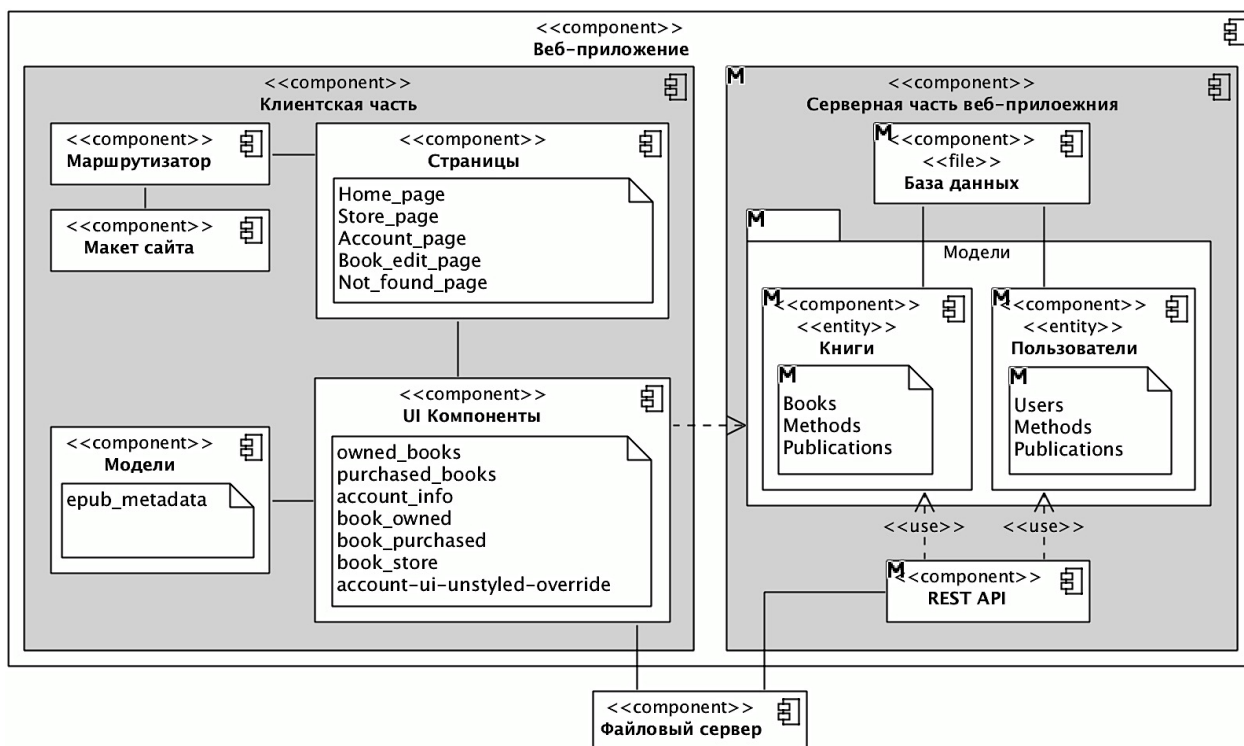 <<component>>
Веб-приложение
<<component>>
Клиентская часть
<<component>>
Маршрутизатор
<<component>>
Макет сайта
<<component>>
Страницы
Home_page
Store_page
Account_page
Book_edit_page
Not_found_page
<<component>>
UI Компоненты
owned_books
purchased_books
account_info
book_owned
book_purchased
book_store
account-ui-unstyled-override
<<component>>
Модели
epub_metadata
M
<<component>>
Серверная часть веб-прилоежния
M
<<component>>
<<file>>
База данных
M
Модели
M
<<component>>
<<entity>>
Книги
M
Books
Methods
Publications
M
<<component>>
<<entity>>
Пользователи
M
Users
Methods
Publications
<<use>>
<<use>>
M
<<component>>
REST API
<<component>>
Файловый сервер